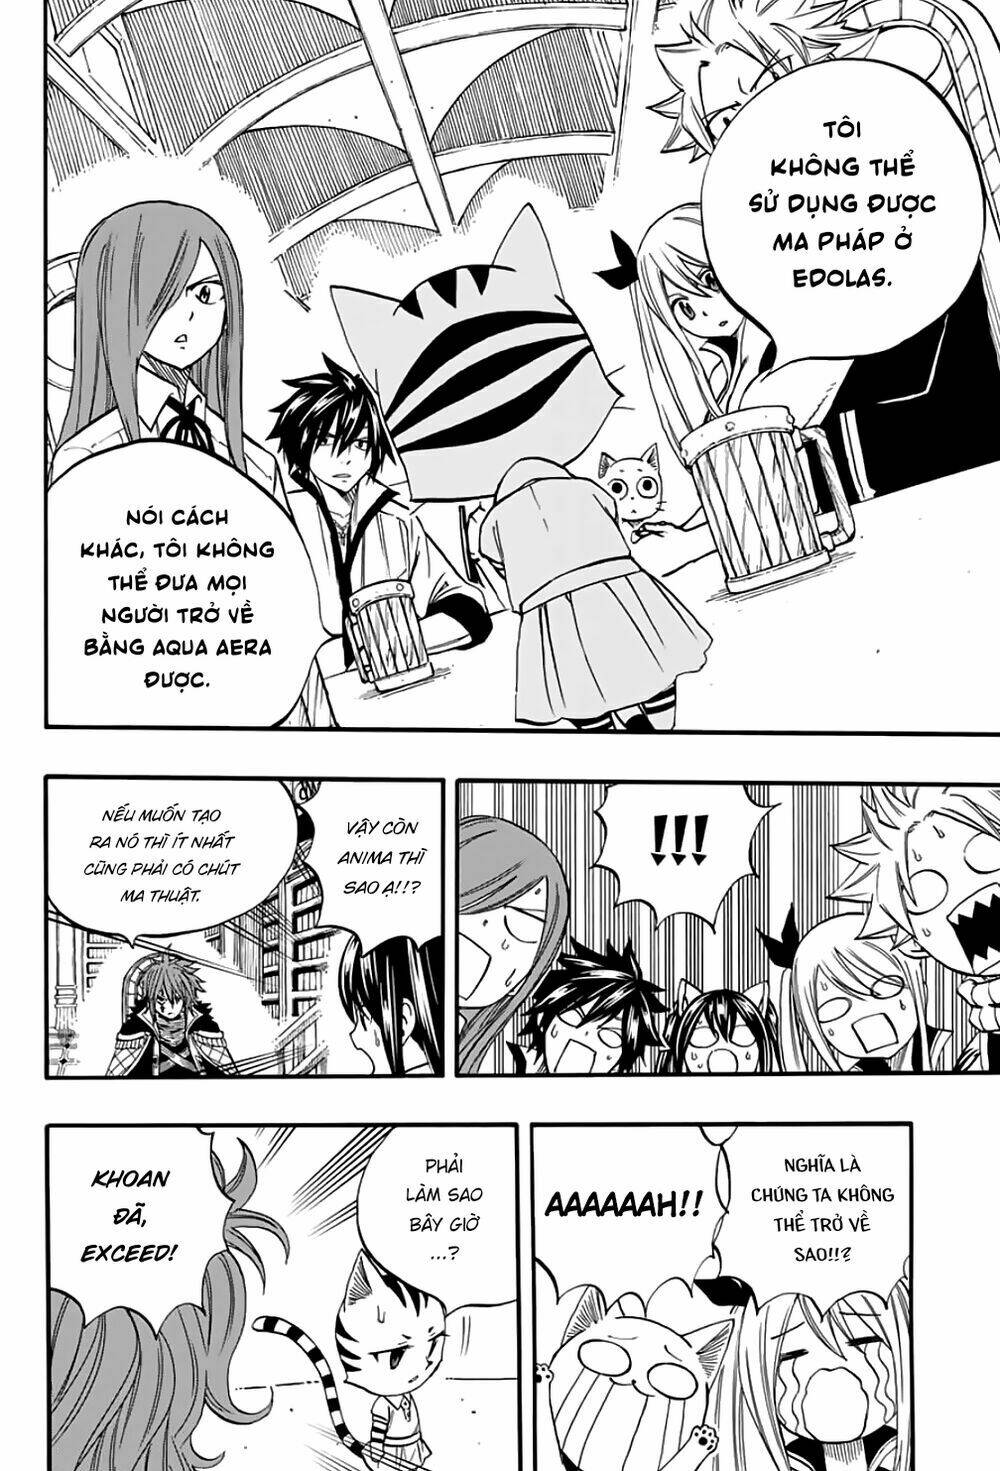 TÔI
KHÔNG THỂ
SỬ DỤNG ĐƯỢC
MA PHÁP Ở
EDOLAS.
NÓI CÁCH
KHÁC, TÔI KHÔNG
THỂ ĐƯA MỌI
NGƯỜI TRỞ VỀ
BẰNG AQUA AERA
ĐƯỢC.
!!!
VẬY CÒN
ANIMA THÌ
SAO Ạ!!?
NẾU MUỐN TẠO
RA NÓ THÌ ÍT NHẤT
CŨNG PHẢI CÓ CHÚT
MA THUẬT.
NGHĨA LÀ
CHÚNG TA KHÔNG
THỂ TRỞ VỀ
SAO!!?
AAAAAAH!!
PHẢI
LÀM SAO
BÂY GIỜ
...?
KHOAN
ĐÃ,
EXCEED!